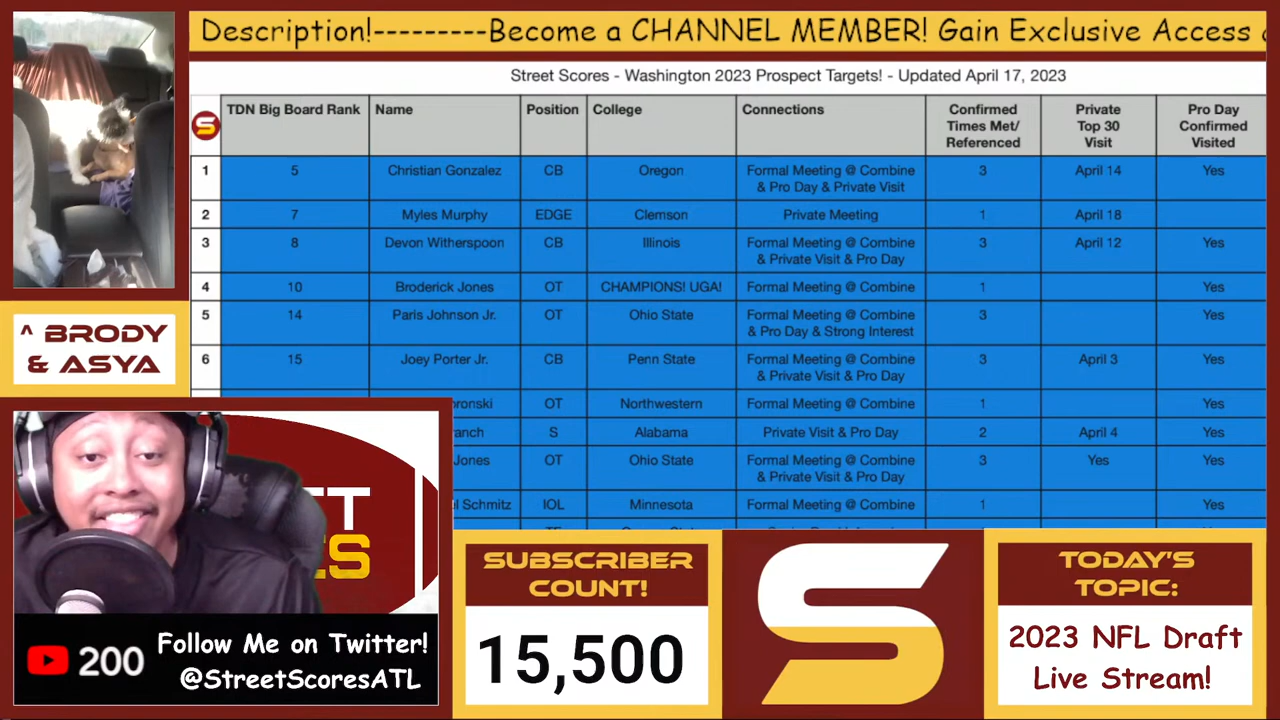 Description!---------Become a CHANNEL MEMBER! Gain Exclusive Access
Street Scores - Washington 2023 Prospect Targets! - Updated April 17, 2023
S TDN Big Board Rank Name Position College Connections Confirmed Times Met/ Referenced Private Top 30 Visit Pro Day Confirmed Visited
1 5 Christian Gonzalez CB Oregon Formal Meeting @ Combine & Pro Day & Private Visit 3 April 14 Yes
2 7 Myles Murphy EDGE Clemson Private Meeting 1 April 18
3 8 Devon Witherspoon CB Illinois Formal Meeting @ Combine & Private Visit & Pro Day 3 April 12 Yes
4 10 Broderick Jones OT CHAMPIONS! UGA! Formal Meeting @ Combine 1 Yes
5 14 Paris Johnson Jr. OT Ohio State Formal Meeting @ Combine & Pro Day & Strong Interest 3 Yes
6 15 Joey Porter Jr. CB Penn State Formal Meeting @ Combine & Private Visit & Pro Day 3 April 3 Yes
oronski OT Northwestern Formal Meeting @ Combine 1 Yes
ranch S Alabama Private Visit & Pro Day 2 April 4 Yes
Jones OT Ohio State Formal Meeting @ Combine & Private Visit & Pro Day 3 Yes Yes
Schmitz IOL Minnesota Formal Meeting @ Combine 1 Yes
^ BRODY
& ASYA
ET
ES
200
Follow Me on Twitter!
@StreetScoresATL
SUBSCRIBER
COUNT!
15,500
S
TODAY'S
TOPIC:
2023 NFL Draft
Live Stream!